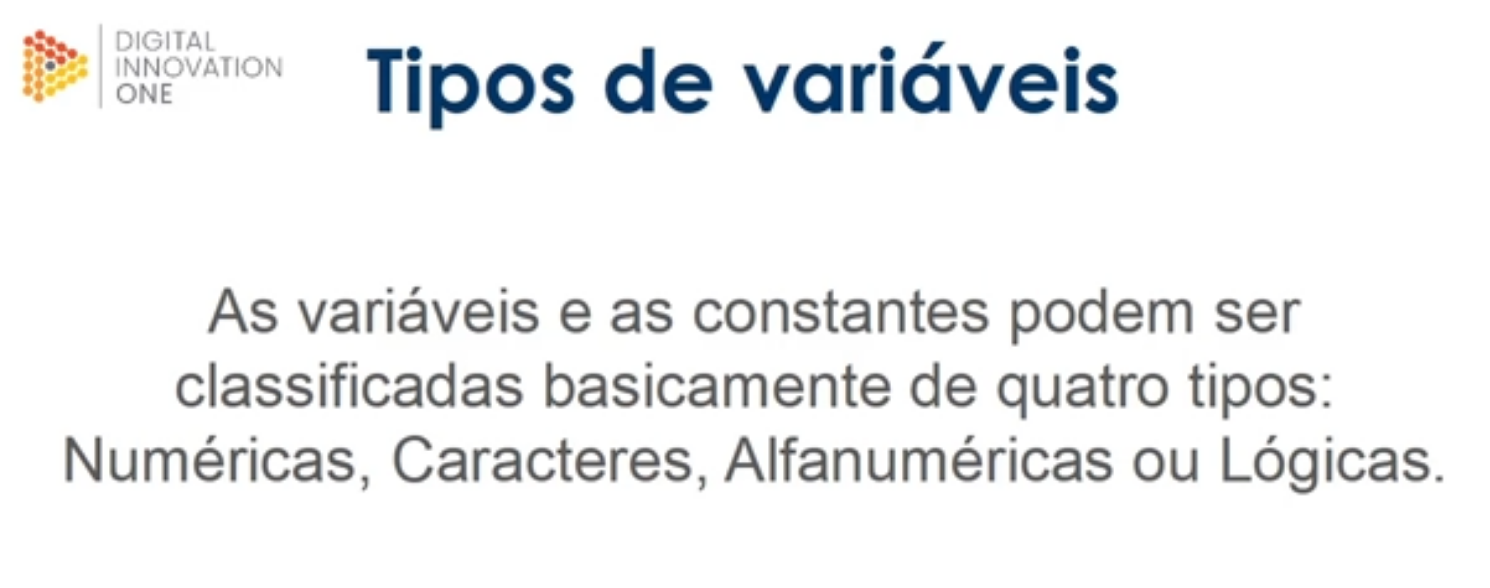 DIGITAL
INNOVATION
ONE
Tipos de variáveis
As variáveis e as constantes podem ser
classificadas basicamente de quatro tipos:
Numéricas, Caracteres, Alfanuméricas ou Lógicas.